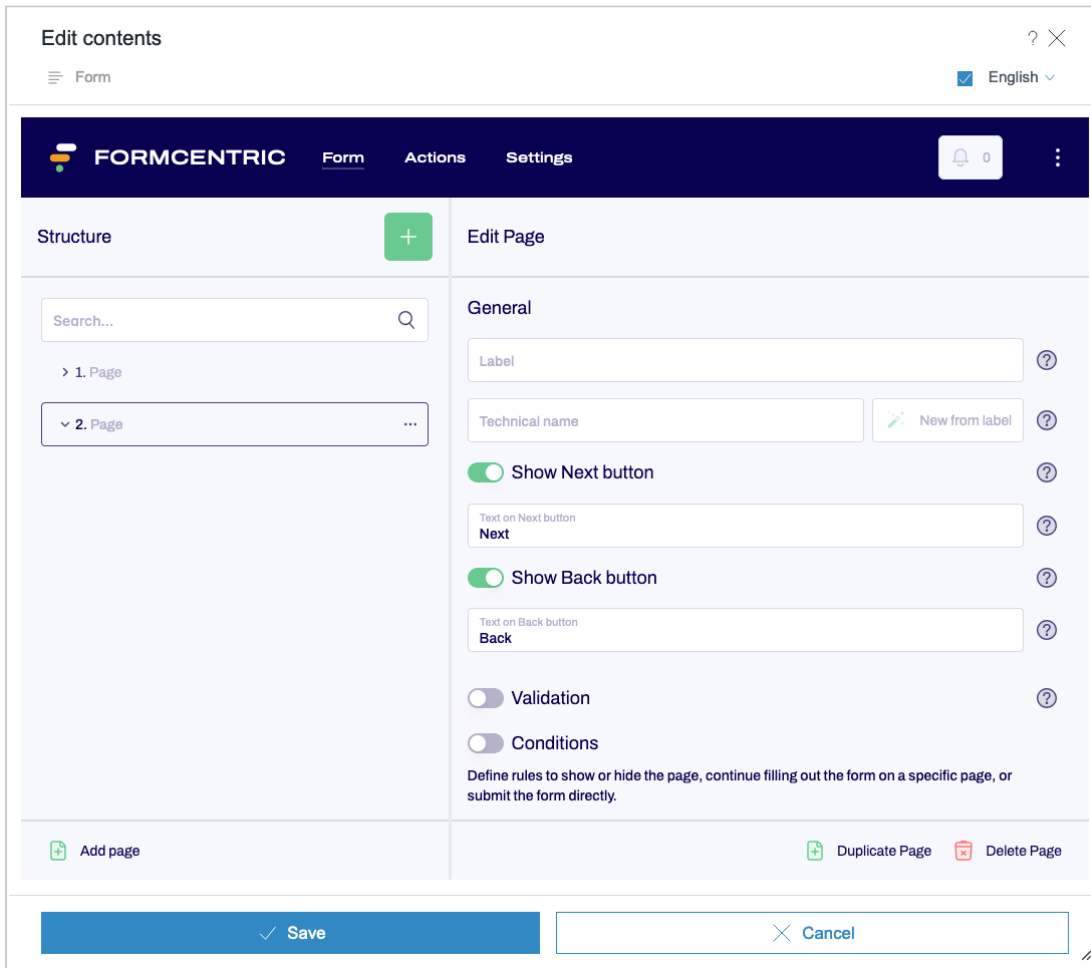 Edit contents
?
Form
English
FORMCENTRIC
Form
Actions
Settings
0
Structure
+
Edit Page
Search...
1. Page
2. Page
...
General
Label
?
Technical name
New from label
?
Show Next button
?
Text on Next button
Next
?
Show Back button
?
Text on Back button
Back
?
Validation
?
Conditions
Define rules to show or hide the page, continue filling out the form on a specific page, or
submit the form directly.
Add page
Duplicate Page
Delete Page
Save
Cancel